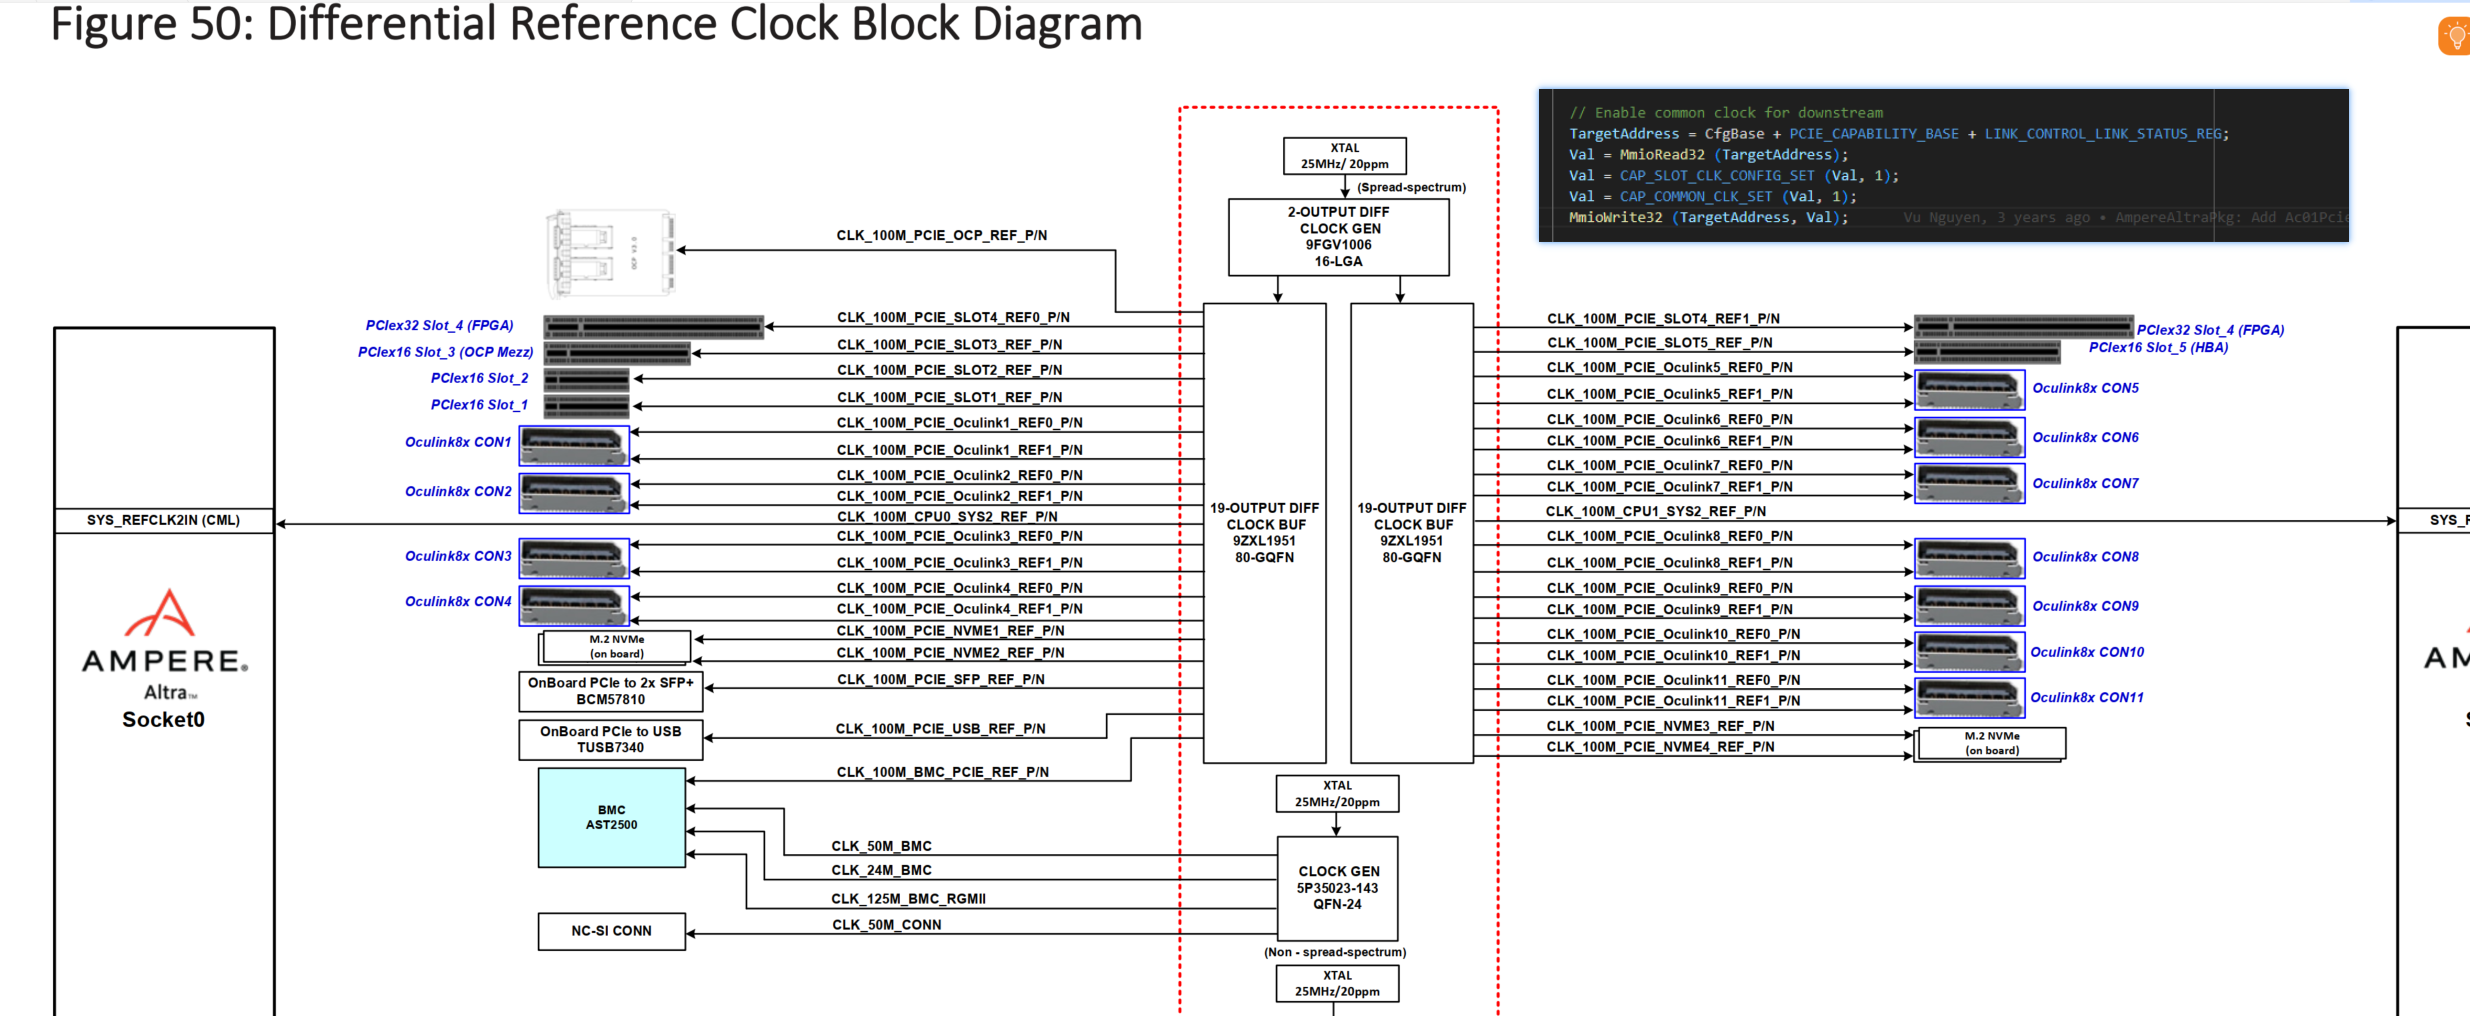 Figure 50: Differential Reference Clock Block Diagram
// Enable common clock for downstream
TargetAddress = CfgBase + PCIE_CAPABILITY_BASE + LINK_CONTROL_LINK_STATUS_REG;
Val = MmioRead32 (TargetAddress);
Val = CAP_SLOT_CLK_CONFIG_SET (Val, 1);
Val = CAP_COMMON_CLK_SET (Val, 1);
MmioWrite32 (TargetAddress, Val); Vu Nguyen, 3 years ago • AmpereAltraPkg: Add Ac01Pcie
XTAL
25MHz/ 20ppm
(Spread-spectrum)
2-OUTPUT DIFF
CLOCK GEN
9FGV1006
16-LGA
OCP V3.0
CLK_100M_PCIE_OCP_REF_P/N
PCIex32 Slot_4 (FPGA)
CLK_100M_PCIE_SLOT4_REF0_P/N
PCIex16 Slot_3 (OCP Mezz)
CLK_100M_PCIE_SLOT3_REF_P/N
PCIex16 Slot_2
CLK_100M_PCIE_SLOT2_REF_P/N
PCIex16 Slot_1
CLK_100M_PCIE_SLOT1_REF_P/N
Oculink8x CON1
CLK_100M_PCIE_Oculink1_REF0_P/N
CLK_100M_PCIE_Oculink1_REF1_P/N
Oculink8x CON2
CLK_100M_PCIE_Oculink2_REF0_P/N
CLK_100M_PCIE_Oculink2_REF1_P/N
SYS_REFCLK2IN (CML)
CLK_100M_CPU0_SYS2_REF_P/N
Oculink8x CON3
CLK_100M_PCIE_Oculink3_REF0_P/N
CLK_100M_PCIE_Oculink3_REF1_P/N
Oculink8x CON4
CLK_100M_PCIE_Oculink4_REF0_P/N
CLK_100M_PCIE_Oculink4_REF1_P/N
M.2 NVMe
(on board)
CLK_100M_PCIE_NVME1_REF_P/N
CLK_100M_PCIE_NVME2_REF_P/N
OnBoard PCIe to 2x SFP+
BCM57810
CLK_100M_PCIE_SFP_REF_P/N
OnBoard PCIe to USB
TUSB7340
CLK_100M_PCIE_USB_REF_P/N
BMC
AST2500
CLK_100M_BMC_PCIE_REF_P/N
CLK_50M_BMC
CLK_24M_BMC
CLK_125M_BMC_RGMII
NC-SI CONN
CLK_50M_CONN
AMPERE®
Altra™
Socket0
19-OUTPUT DIFF
CLOCK BUF
9ZXL1951
80-GQFN
19-OUTPUT DIFF
CLOCK BUF
9ZXL1951
80-GQFN
XTAL
25MHz/20ppm
CLOCK GEN
5P35023-143
QFN-24
(Non - spread-spectrum)
XTAL
25MHz/20ppm
CLK_100M_PCIE_SLOT4_REF1_P/N
PCIex32 Slot_4 (FPGA)
CLK_100M_PCIE_SLOT5_REF_P/N
PCIex16 Slot_5 (HBA)
CLK_100M_PCIE_Oculink5_REF0_P/N
CLK_100M_PCIE_Oculink5_REF1_P/N
Oculink8x CON5
CLK_100M_PCIE_Oculink6_REF0_P/N
CLK_100M_PCIE_Oculink6_REF1_P/N
Oculink8x CON6
CLK_100M_PCIE_Oculink7_REF0_P/N
CLK_100M_PCIE_Oculink7_REF1_P/N
Oculink8x CON7
CLK_100M_CPU1_SYS2_REF_P/N
CLK_100M_PCIE_Oculink8_REF0_P/N
CLK_100M_PCIE_Oculink8_REF1_P/N
Oculink8x CON8
CLK_100M_PCIE_Oculink9_REF0_P/N
CLK_100M_PCIE_Oculink9_REF1_P/N
Oculink8x CON9
CLK_100M_PCIE_Oculink10_REF0_P/N
CLK_100M_PCIE_Oculink10_REF1_P/N
Oculink8x CON10
CLK_100M_PCIE_Oculink11_REF0_P/N
CLK_100M_PCIE_Oculink11_REF1_P/N
Oculink8x CON11
CLK_100M_PCIE_NVME3_REF_P/N
CLK_100M_PCIE_NVME4_REF_P/N
M.2 NVMe
(on board)